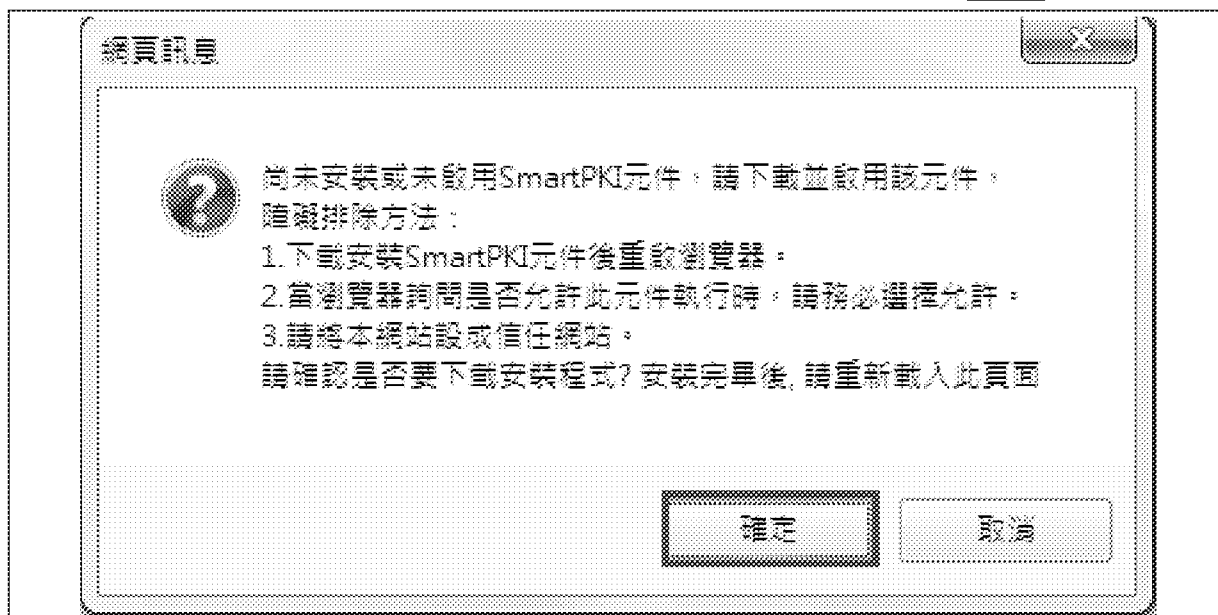 網頁訊息
尚未安裝或未啟用SmartPKI元件，請下載並啟用該元件。
障礙排除方法：
1.下載安裝SmartPKI元件後重啟瀏覽器。
2.當瀏覽器詢問是否允許此元件執行時，請務必選擇允許。
3.請將本網站設成信任網站。
請確認是否要下載安裝程式? 安裝完畢後, 請重新載入此頁面
確定
取消